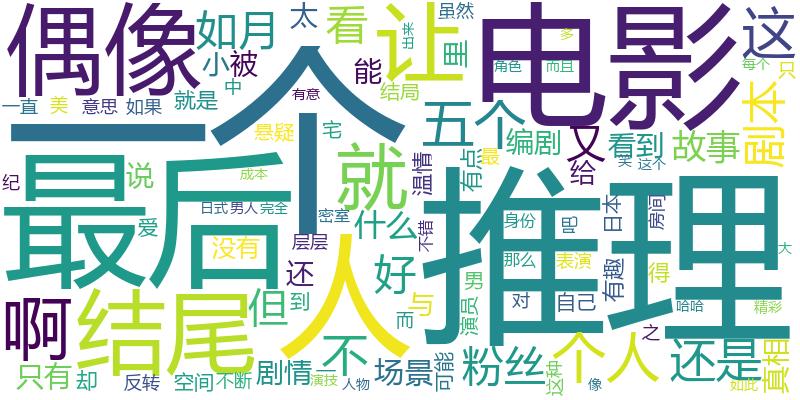 偶像
如月
太
看
虽然
让
里
电影
这
出来
多
角色
而且
每个
只
小
被
能
中
就是
结局
一直
美
意思
如果
有意
一个
五个
悬疑
宅
编剧
又
看到
故事
剧本
给
最后
纪
说
就
温情
有点
最
笑
这个
推理
成本
爱
日式
男人
完全
密室
什么
不错
身份
吧
日本
房间
没有
层层
那么
表演
有趣
得
大
啊
结尾
但
到
还
人
好
与
男
演员
对
自己
哈哈
精彩
而
之
不
只有
却
反转
空间
不断
剧情
一
演技
人物
场景
可能
粉丝
这种
个人
像
还是
真相
如此